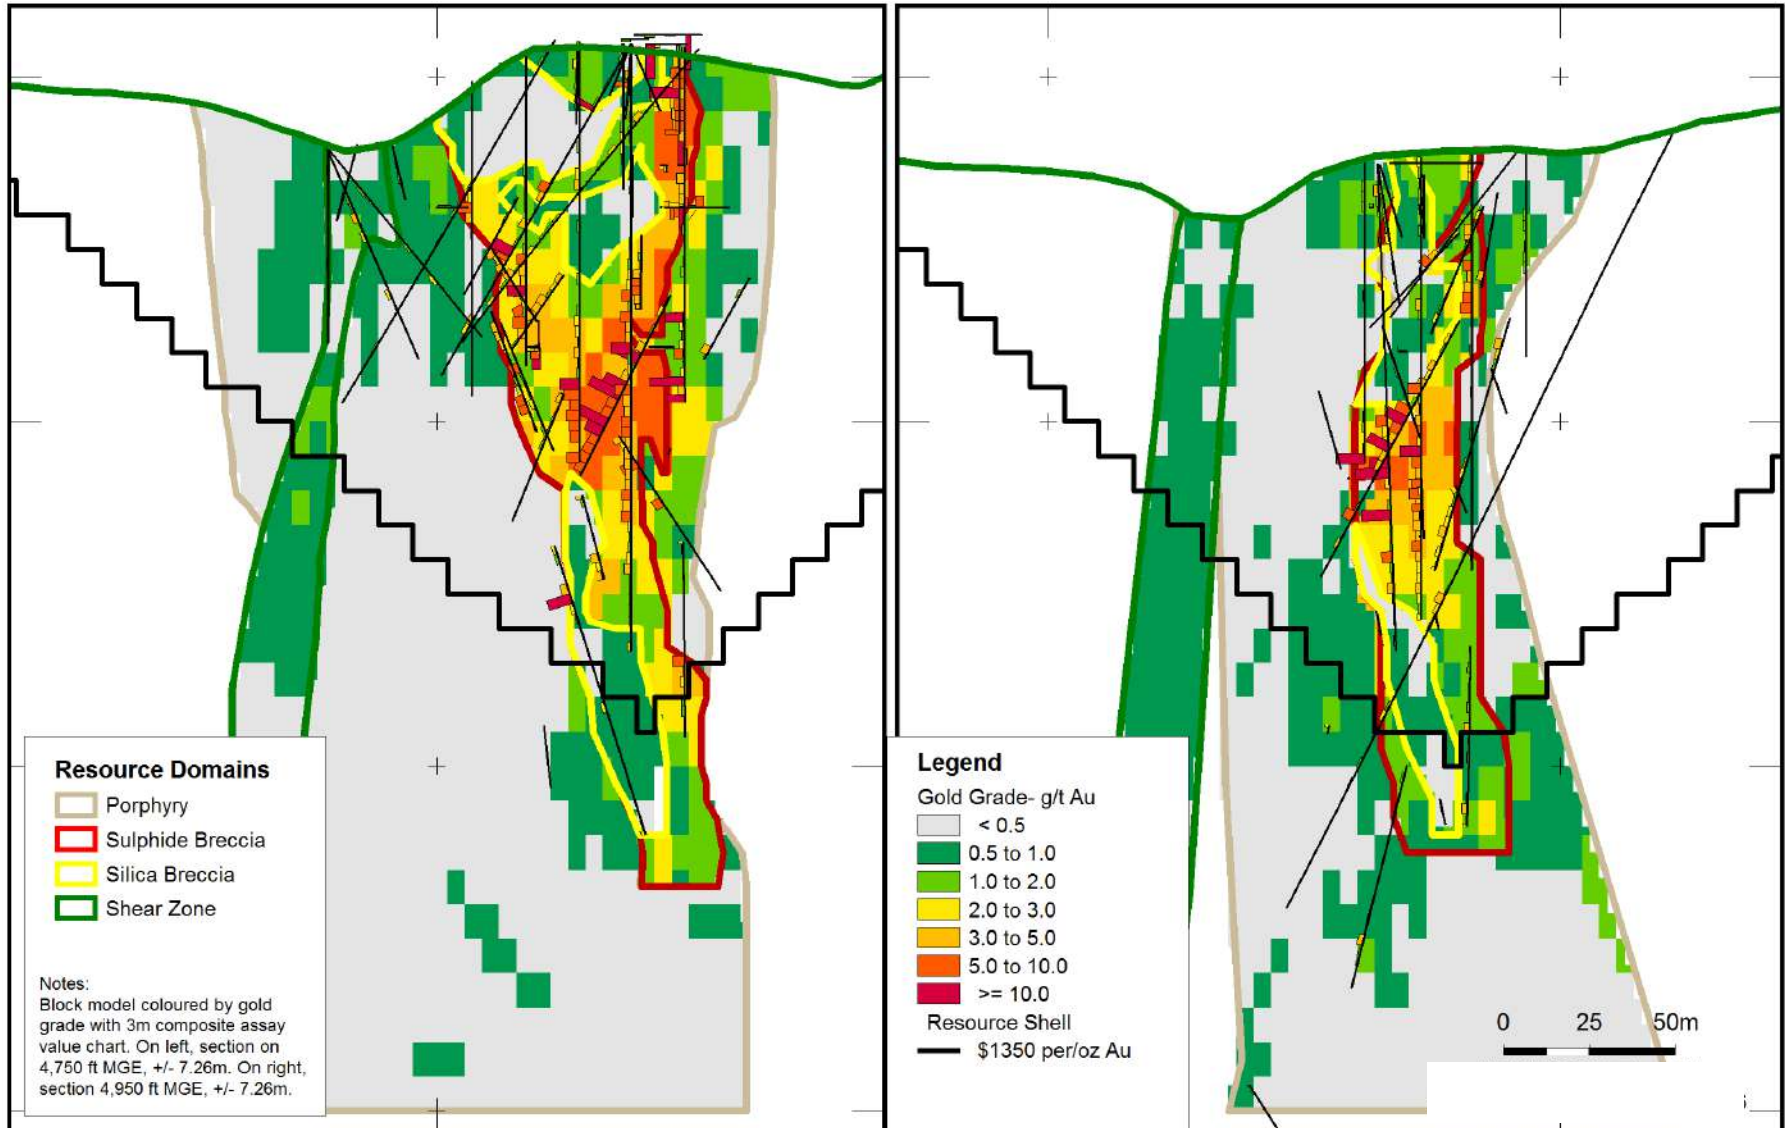 Resource Domains
Porphyry
Sulphide Breccia
Silica Breccia
Shear Zone
Notes:
Block model coloured by gold
grade with 3m composite assay
value chart. On left, section on
4,750 ft MGE, +/- 7.26m. On right,
section 4,950 ft MGE, +/- 7.26m.
Legend
Gold Grade- g/t Au
< 0.5
0.5 to 1.0
1.0 to 2.0
2.0 to 3.0
3.0 to 5.0
5.0 to 10.0
>= 10.0
Resource Shell
$1350 per/oz Au
0 25 50m